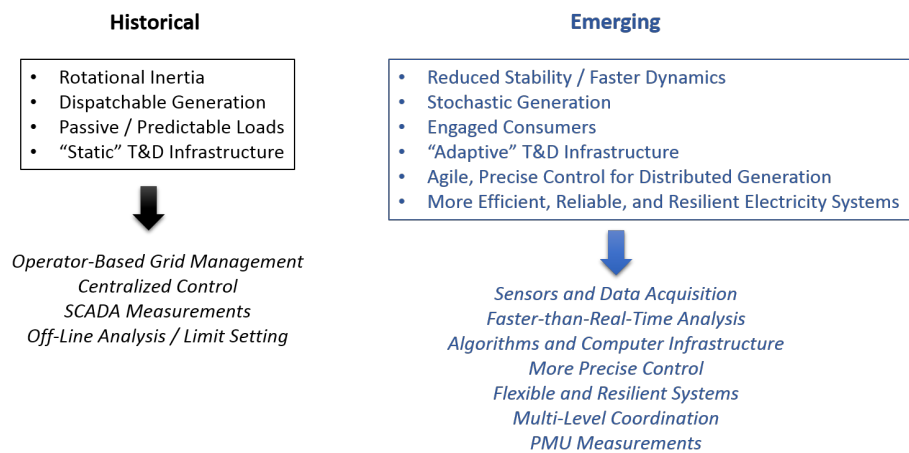 Historical
• Rotational Inertia
• Dispatchable Generation
• Passive / Predictable Loads
• “Static” T&D Infrastructure
Operator-Based Grid Management
Centralized Control
SCADA Measurements
Off-Line Analysis / Limit Setting
Emerging
• Reduced Stability / Faster Dynamics
• Stochastic Generation
• Engaged Consumers
• “Adaptive” T&D Infrastructure
• Agile, Precise Control for Distributed Generation
• More Efficient, Reliable, and Resilient Electricity Systems
Sensors and Data Acquisition
Faster-than-Real-Time Analysis
Algorithms and Computer Infrastructure
More Precise Control
Flexible and Resilient Systems
Multi-Level Coordination
PMU Measurements